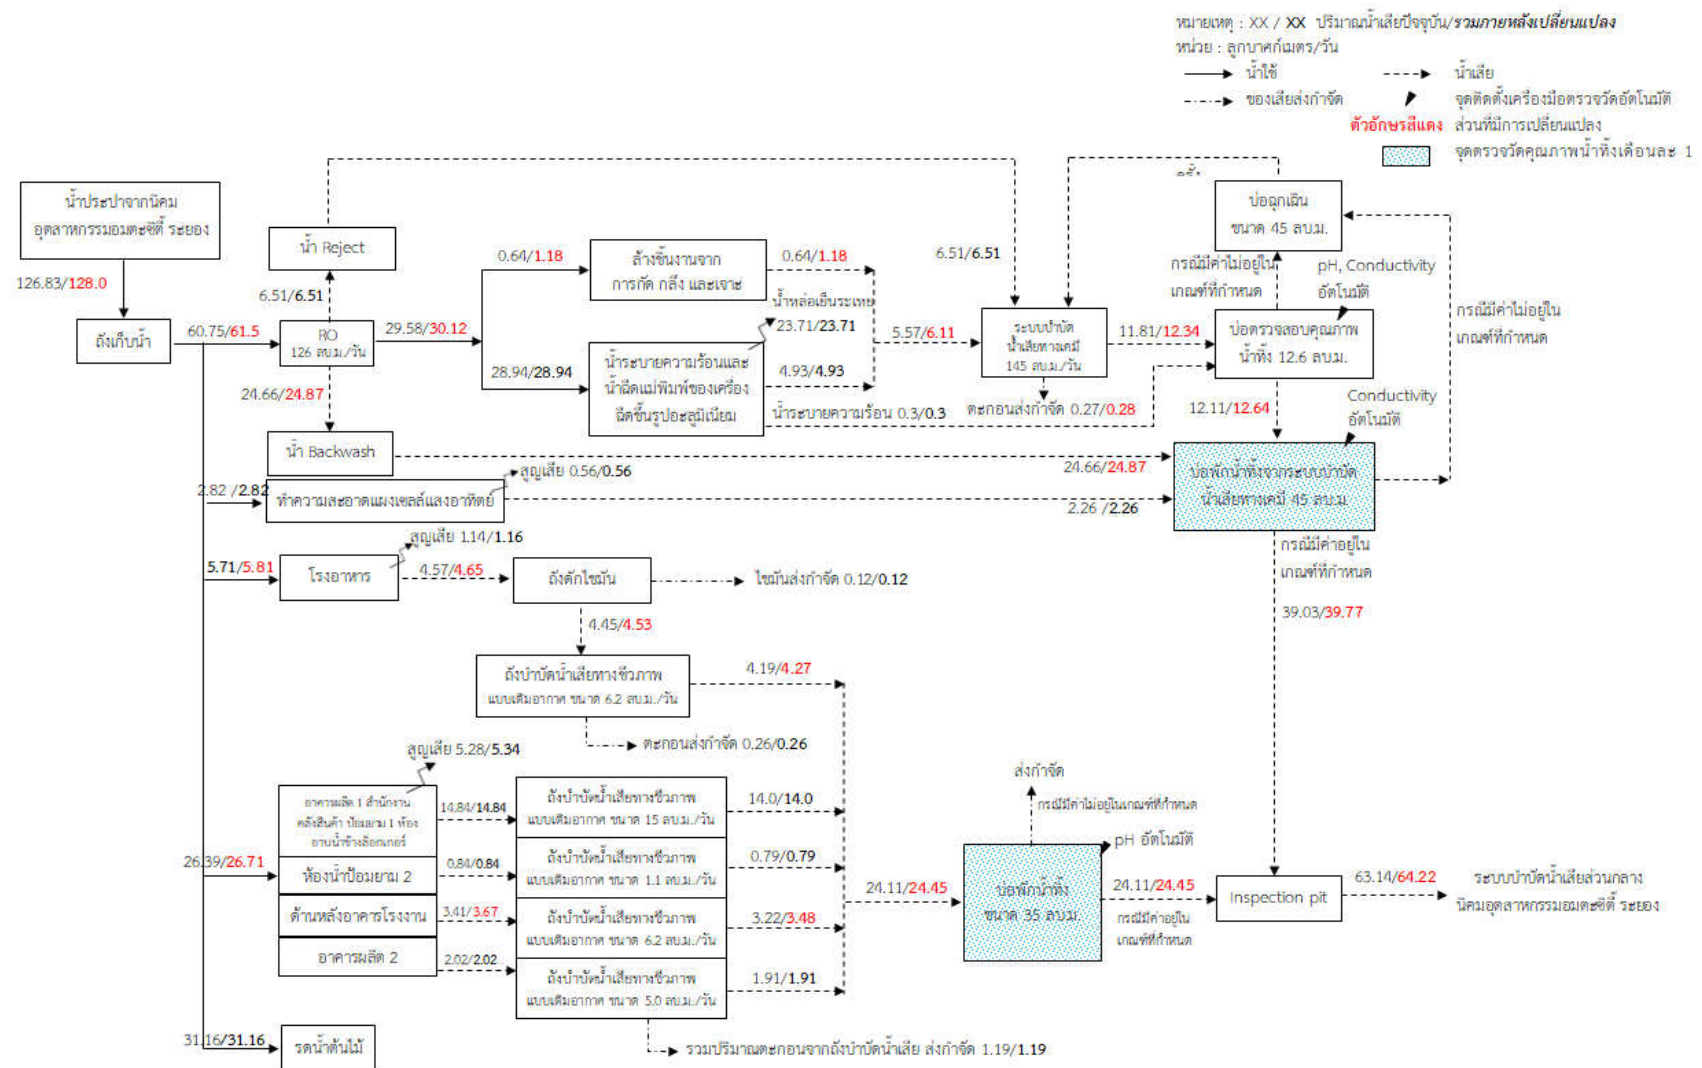 หมายเหตุ : XX / XX ปริมาณน้ำเสียปัจจุบัน/รวมภายหลังเปลี่ยนแปลง
หน่วย : ลูกบาศก์เมตร/วัน
น้ำใช้
น้ำเสีย
ของเสียส่งกำจัด
จุดติดตั้งเครื่องมือตรวจวัดอัตโนมัติ
ตัวอักษรสีแดง ส่วนที่มีการเปลี่ยนแปลง
จุดตรวจวัดคุณภาพน้ำทิ้งเดือนละ 1
น้ำประปาจากนิคม
อุตสาหกรรมอมตะซิตี้ ระยอง
126.83/128.0
ถังเก็บน้ำ
60.75/61.5
น้ำ Reject
6.51/6.51
RO
126 ลบ.ม./วัน
29.58/30.12
24.66/24.87
น้ำ Backwash
0.64/1.18
ล้างชิ้นงานจาก
การกัด กลึง และเจาะ
0.64/1.18
น้ำหล่อเย็นระเหย
23.71/23.71
28.94/28.94
น้ำระบายความร้อนและ
น้ำฉีดแม่พิมพ์ของเครื่อง
ฉีดขึ้นรูปอะลูมิเนียม
4.93/4.93
น้ำระบายความร้อน 0.3/0.3
5.57/6.11
6.51/6.51
ระบบบำบัด
น้ำเสียทางเคมี
145 ลบ.ม./วัน
ตะกอนส่งกำจัด 0.27/0.28
11.81/12.34
บ่อฉุกเฉิน
ขนาด 45 ลบ.ม.
กรณีมีค่าไม่อยู่ใน
เกณฑ์ที่กำหนด
pH, Conductivity
อัตโนมัติ
บ่อตรวจสอบคุณภาพ
น้ำทิ้ง 12.6 ลบ.ม.
กรณีมีค่าไม่อยู่ใน
เกณฑ์ที่กำหนด
12.11/12.64
Conductivity
อัตโนมัติ
24.66/24.87
บ่อพักน้ำทิ้งจากระบบบำบัด
น้ำเสียทางเคมี 45 ลบ.ม.
2.82 /2.82
ทำความสะอาดแผงเซลล์แสงอาทิตย์
สูญเสีย 0.56/0.56
2.26 /2.26
กรณีมีค่าอยู่ใน
เกณฑ์ที่กำหนด
39.03/39.77
5.71/5.81
โรงอาหาร
สูญเสีย 1.14/1.16
4.57/4.65
ถังดักไขมัน
ไขมันส่งกำจัด 0.12/0.12
4.45/4.53
ถังบำบัดน้ำเสียทางชีวภาพ
แบบเติมอากาศ ขนาด 6.2 ลบ.ม./วัน
4.19/4.27
ตะกอนส่งกำจัด 0.26/0.26
สูญเสีย 5.28/5.34
26.39/26.71
อาคารผลิต 1 สำนักงาน
คลังสินค้า ป้อมยาม 1 ห้อง
อาบน้ำข้างล็อกเกอร์
14.84/14.84
ถังบำบัดน้ำเสียทางชีวภาพ
แบบเติมอากาศ ขนาด 15 ลบ.ม./วัน
14.0/14.0
ห้องน้ำป้อมยาม 2
0.84/0.84
ถังบำบัดน้ำเสียทางชีวภาพ
แบบเติมอากาศ ขนาด 1.1 ลบ.ม./วัน
0.79/0.79
ด้านหลังอาคารโรงงาน
3.41/3.67
ถังบำบัดน้ำเสียทางชีวภาพ
แบบเติมอากาศ ขนาด 6.2 ลบ.ม./วัน
3.22/3.48
อาคารผลิต 2
2.02/2.02
ถังบำบัดน้ำเสียทางชีวภาพ
แบบเติมอากาศ ขนาด 5.0 ลบ.ม./วัน
1.91/1.91
24.11/24.45
ส่งกำจัด
กรณีมีค่าไม่อยู่ในเกณฑ์ที่กำหนด
pH อัตโนมัติ
บ่อพักน้ำทิ้ง
ขนาด 35 ลบ.ม.
24.11/24.45
กรณีมีค่าอยู่ใน
เกณฑ์ที่กำหนด
Inspection pit
63.14/64.22
ระบบบำบัดน้ำเสียส่วนกลาง
นิคมอุตสาหกรรมอมตะซิตี้ ระยอง
31.16/31.16
รดน้ำต้นไม้
รวมปริมาณตะกอนจากถังบำบัดน้ำเสีย ส่งกำจัด 1.19/1.19